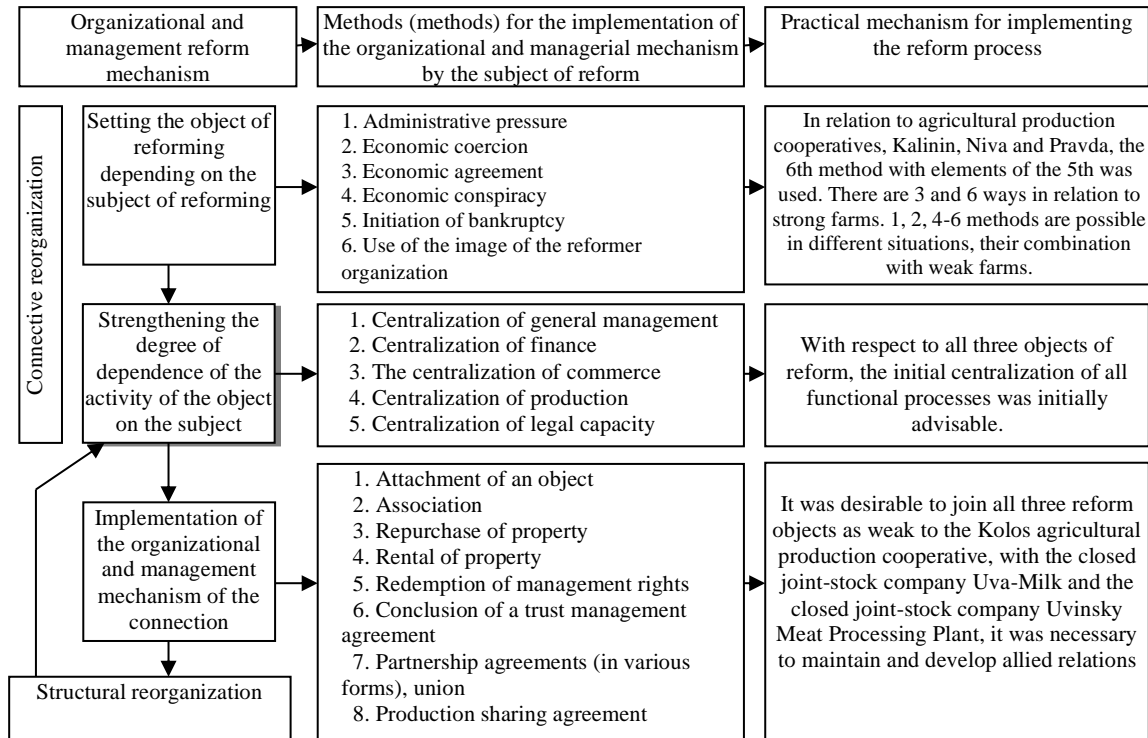 Organizational and
management reform
mechanism
Methods (methods) for the implementation of
the organizational and managerial mechanism
by the subject of reform
Practical mechanism for implementing
the reform process
Connective reorganization
Setting the object of
reforming
depending on the
subject of reforming
1. Administrative pressure
2. Economic coercion
3. Economic agreement
4. Economic conspiracy
5. Initiation of bankruptcy
6. Use of the image of the reformer
organization
In relation to agricultural production
cooperatives, Kalinin, Niva and Pravda, the
6th method with elements of the 5th was
used. There are 3 and 6 ways in relation to
strong farms. 1, 2, 4-6 methods are possible
in different situations, their combination
with weak farms.
Strengthening the
degree of
dependence of the
activity of the object
on the subject
1. Centralization of general management
2. Centralization of finance
3. The centralization of commerce
4. Centralization of production
5. Centralization of legal capacity
With respect to all three objects of
reform, the initial centralization of all
functional processes was initially
advisable.
Implementation of
the organizational
and management
mechanism of the
connection
1. Attachment of an object
2. Association
3. Repurchase of property
4. Rental of property
5. Redemption of management rights
6. Conclusion of a trust management
agreement
7. Partnership agreements (in various
forms), union
8. Production sharing agreement
It was desirable to join all three reform
objects as weak to the Kolos agricultural
production cooperative, with the closed
joint-stock company Uva-Milk and the
closed joint-stock company Uvinsky
Meat Processing Plant, it was necessary
to maintain and develop allied relations
Structural reorganization